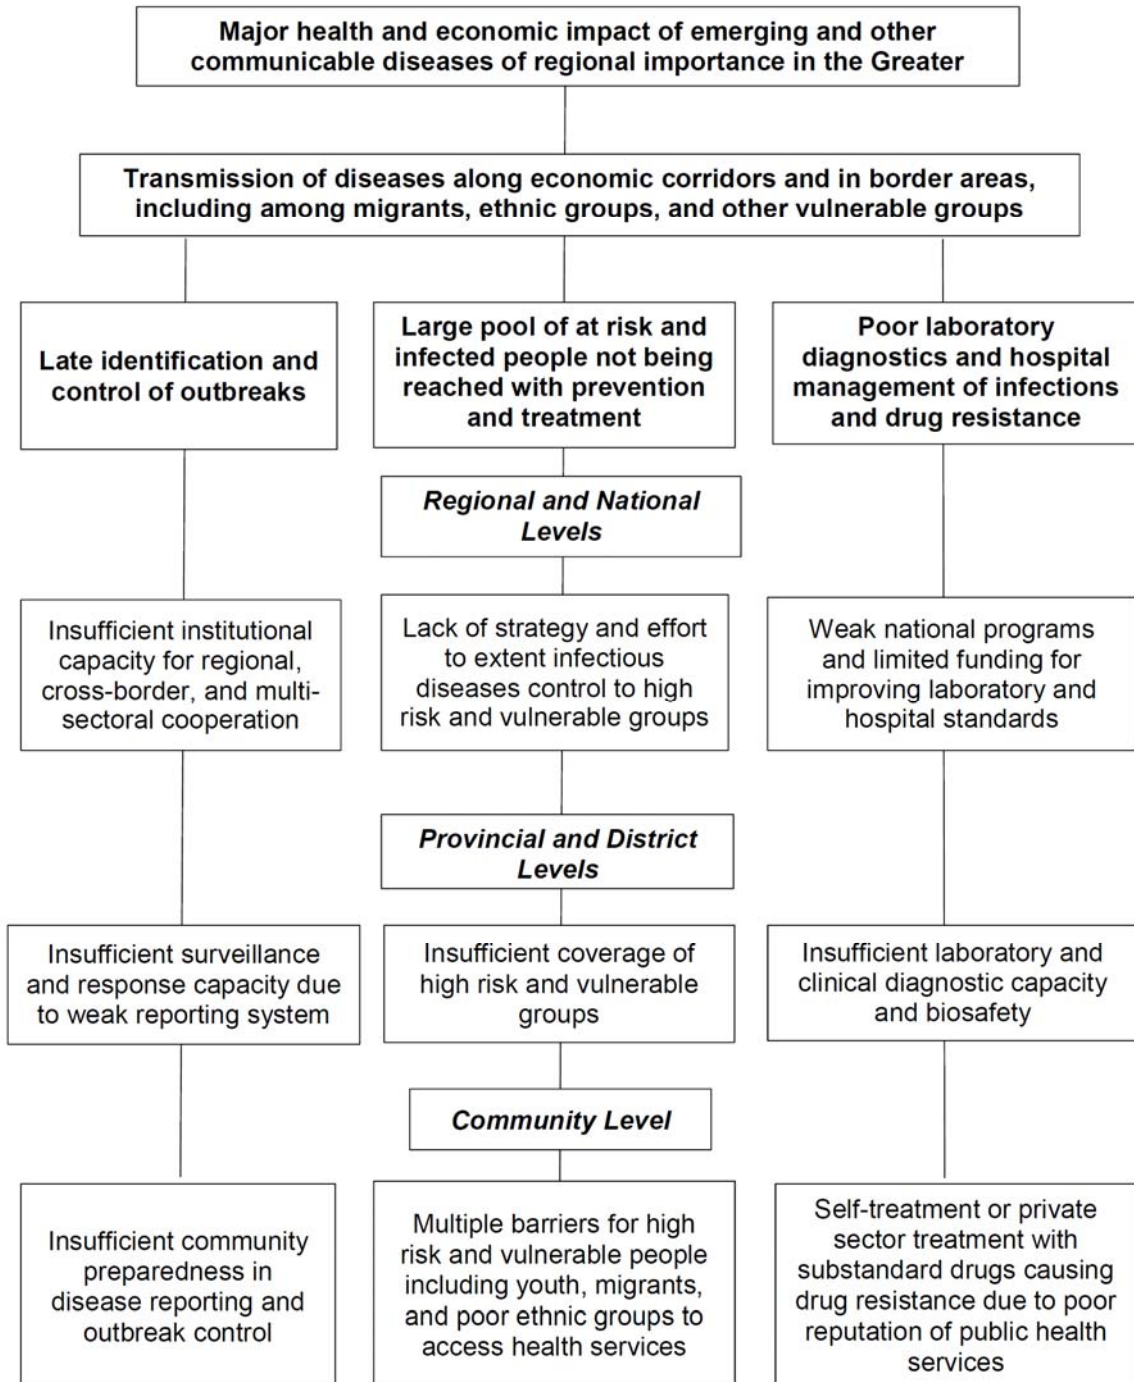 Major health and economic impact of emerging and other
communicable diseases of regional importance in the Greater
Transmission of diseases along economic corridors and in border areas,
including among migrants, ethnic groups, and other vulnerable groups
Late identification and
control of outbreaks
Large pool of at risk and
infected people not being
reached with prevention
and treatment
Poor laboratory
diagnostics and hospital
management of infections
and drug resistance
Regional and National
Levels
Insufficient institutional
capacity for regional,
cross-border, and multi-
sectoral cooperation
Lack of strategy and effort
to extent infectious
diseases control to high
risk and vulnerable groups
Weak national programs
and limited funding for
improving laboratory and
hospital standards
Provincial and District
Levels
Insufficient surveillance
and response capacity due
to weak reporting system
Insufficient coverage of
high risk and vulnerable
groups
Insufficient laboratory and
clinical diagnostic capacity
and biosafety
Community Level
Insufficient community
preparedness in
disease reporting and
outbreak control
Multiple barriers for high
risk and vulnerable people
including youth, migrants,
and poor ethnic groups to
access health services
Self-treatment or private
sector treatment with
substandard drugs causing
drug resistance due to poor
reputation of public health
services